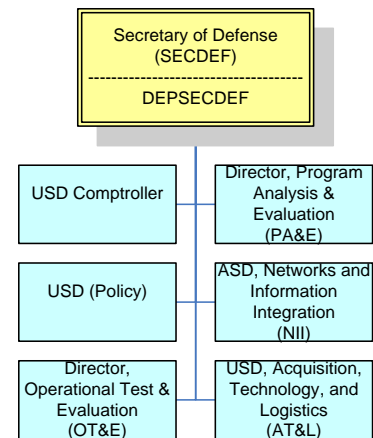 Secretary of Defense
(SECDEF)
-----------------------------------
DEPSECDEF
USD Comptroller
Director, Program
Analysis &
Evaluation
(PA&E)
USD (Policy)
ASD, Networks and
Information
Integration
(NII)
Director,
Operational Test &
Evaluation
(OT&E)
USD, Acquisition,
Technology, and
Logistics
(AT&L)